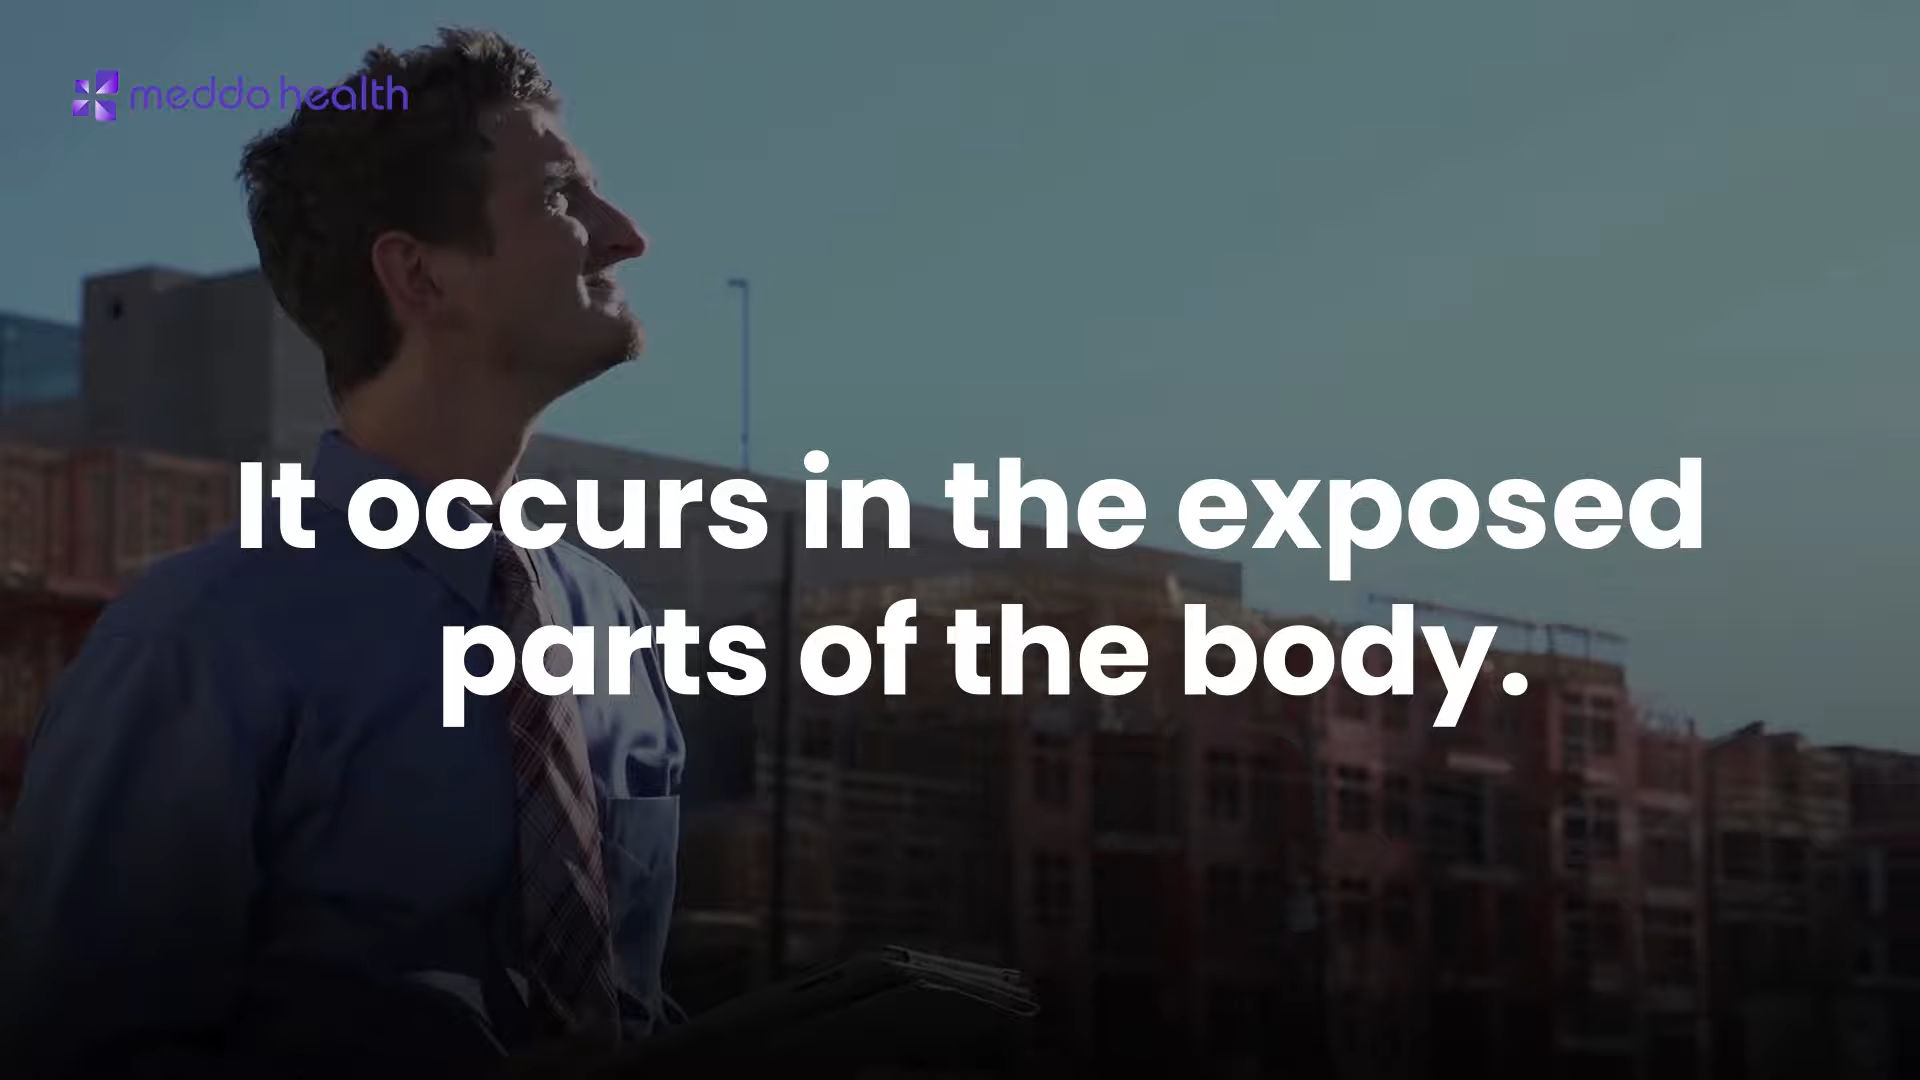 meddo health
It occurs in the exposed
parts of the body.